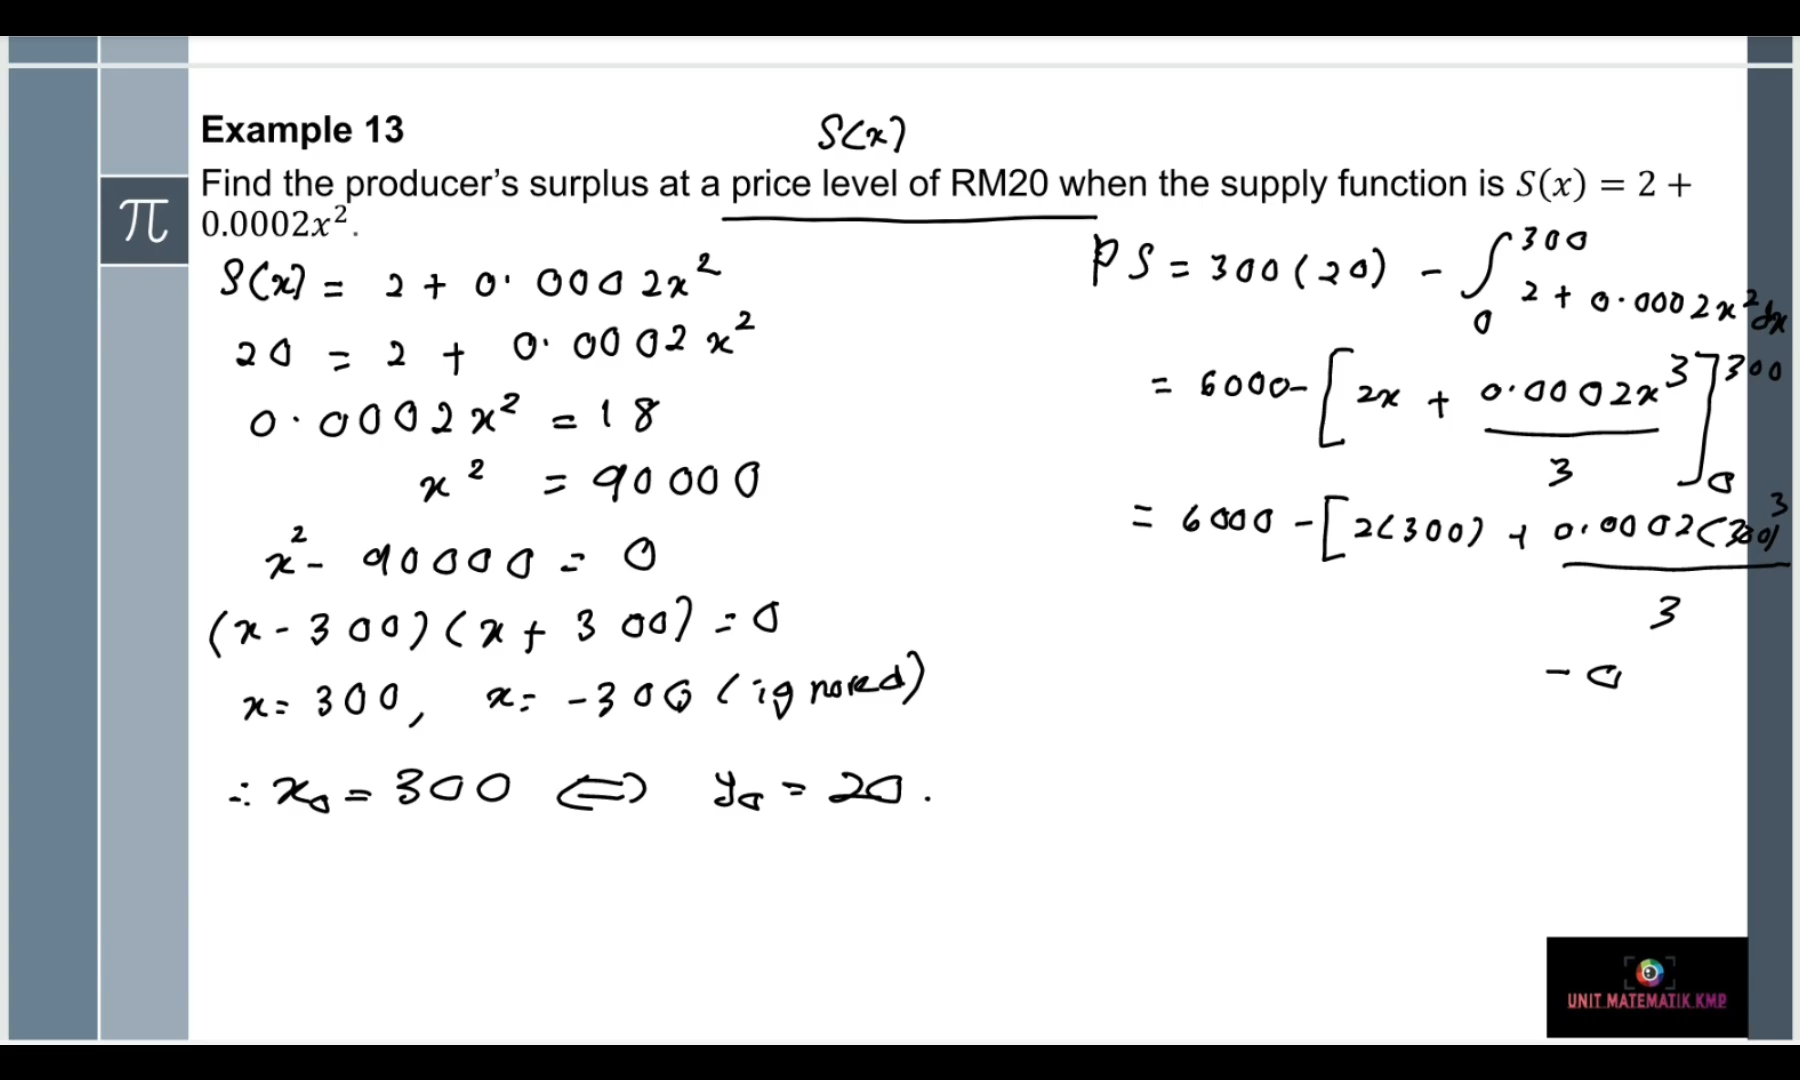 Example 13
S(x)
Find the producer's surplus at a price level of RM20 when the supply function is S(x) = 2 +
0.0002x².
π
S(x) = 2 + 0.0002x²
20 = 2 + 0.0002x²
0.0002x² = 18
x² = 90000
x² - 90000 = 0
(x - 300)(x + 300) = 0
x = 300, x = -300 (ignored)
∴ x₀ = 300 ⇔ y₀ = 20.
PS = 300(20) - ∫₀³⁰⁰ 2 + 0.0002x² dx
= 6000 - [2x + 0.0002x³/3]₀³⁰⁰
= 6000 - [2(300) + 0.0002(300)³/3
- 0
UNIT MATEMATIK KMP